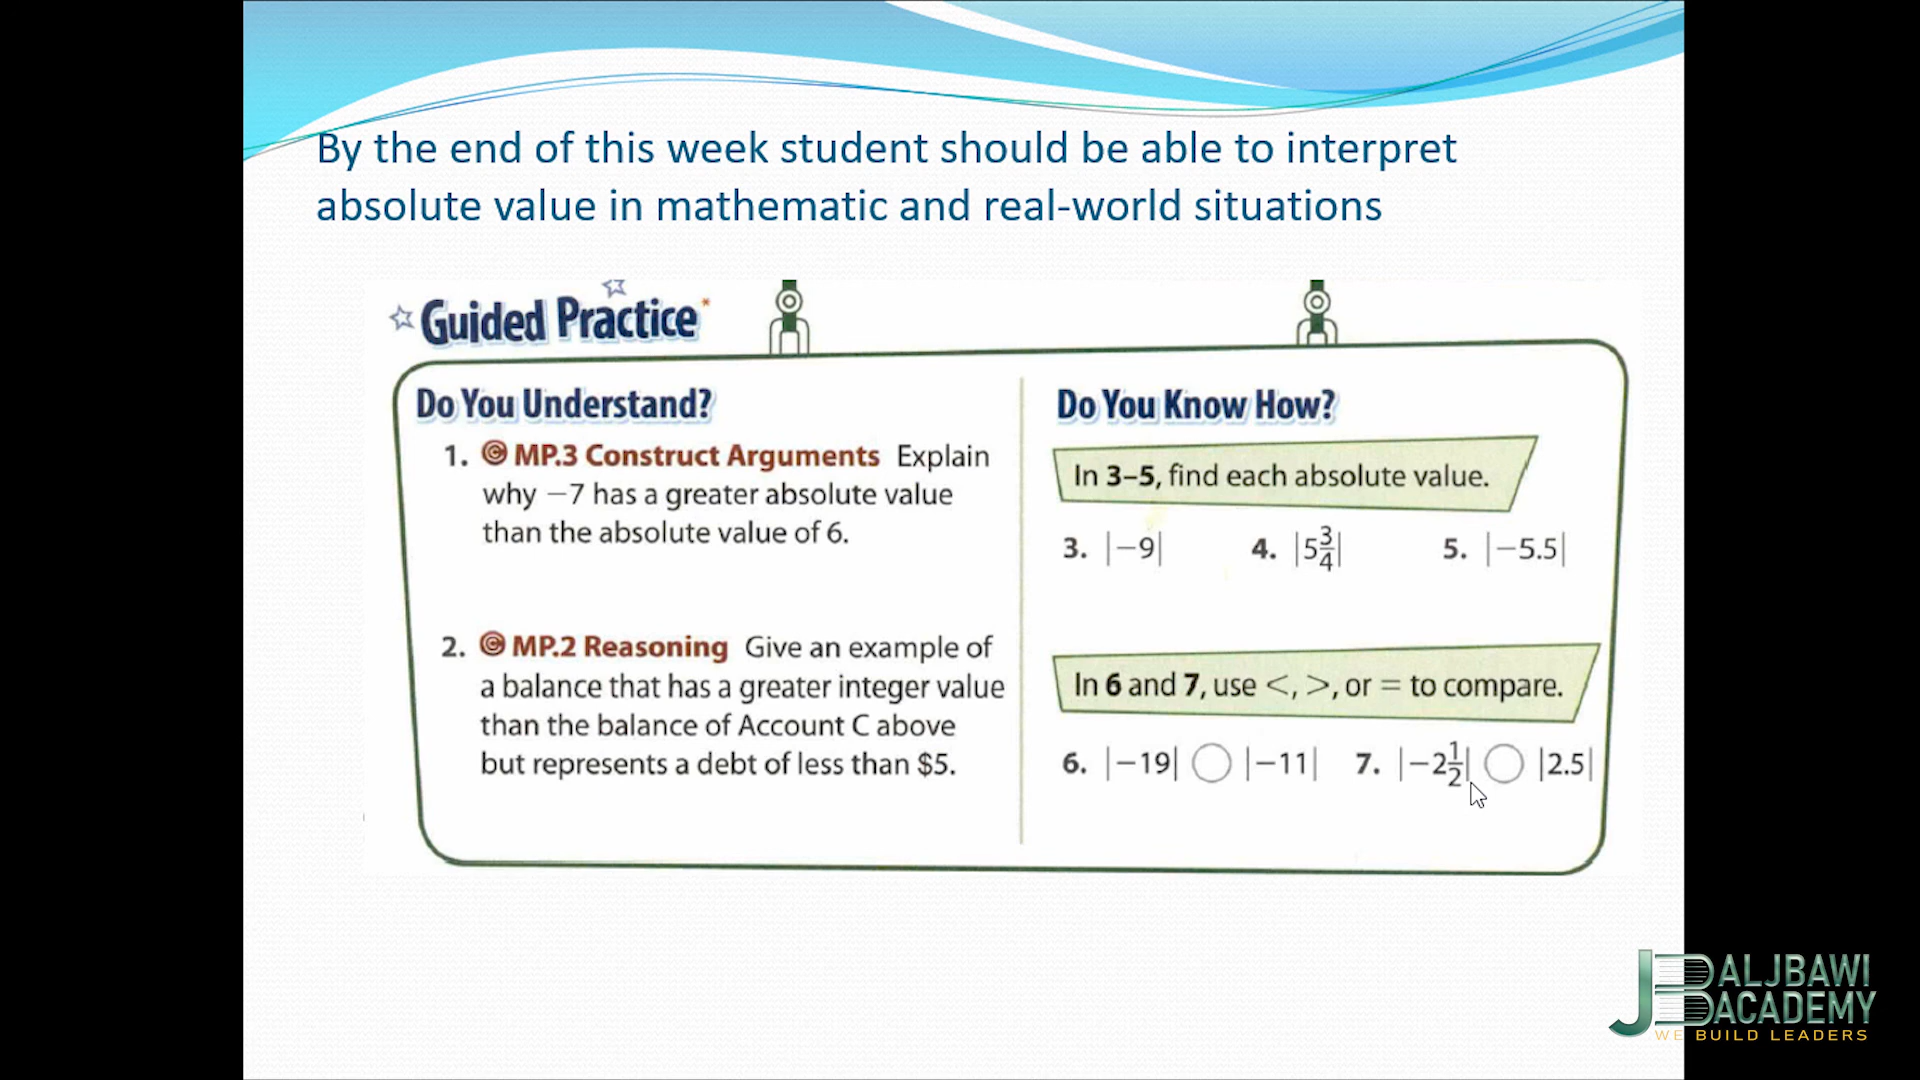 By the end of this week student should be able to interpret
absolute value in mathematic and real-world situations
Guided Practice*
Do You Understand?
1. MP.3 Construct Arguments Explain
why −7 has a greater absolute value
than the absolute value of 6.
2. MP.2 Reasoning Give an example of
a balance that has a greater integer value
than the balance of Account C above
but represents a debt of less than $5.
Do You Know How?
In 3–5, find each absolute value.
3. |−9| 4. |5 3/4| 5. |−5.5|
In 6 and 7, use <, >, or = to compare.
6. |−19| ◯ |−11| 7. |−2 1/2| ◯ |2.5|
JB ALJBAWI
ACADEMY
WE BUILD LEADERS